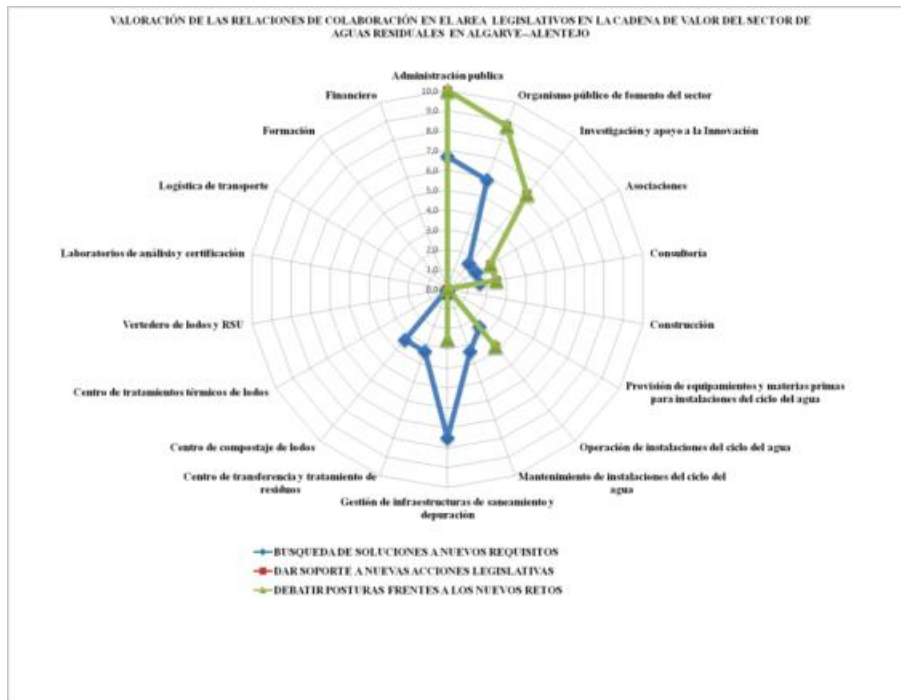 VALORACIÓN DE LAS RELACIONES DE COLABORACIÓN EN EL AREA LEGISLATIVOS EN LA CADENA DE VALOR DEL SECTOR DE
AGUAS RESIDUALES EN ALGARVE–ALENTEJO
Administración publica
Organismo público de fomento del sector
Investigación y apoyo a la Innovación
Asociaciones
Consultoría
Construcción
Provisión de equipamientos y materias primas
para instalaciones del ciclo del agua
Operación de instalaciones del ciclo del agua
Mantenimiento de instalaciones del ciclo del
agua
Gestión de infraestructuras de saneamiento y
depuración
Centro de transferencia y tratamiento de
residuos
Centro de compostaje de lodos
Centro de tratamientos térmicos de lodos
Vertedero de lodos y RSU
Laboratorios de análisis y certificación
Logística de transporte
Formación
Financiero
10,0
9,0
8,0
7,0
6,0
5,0
4,0
3,0
2,0
1,0
0,0
BUSQUEDA DE SOLUCIONES A NUEVOS REQUISITOS
DAR SOPORTE A NUEVAS ACCIONES LEGISLATIVAS
DEBATIR POSTURAS FRENTES A LOS NUEVOS RETOS